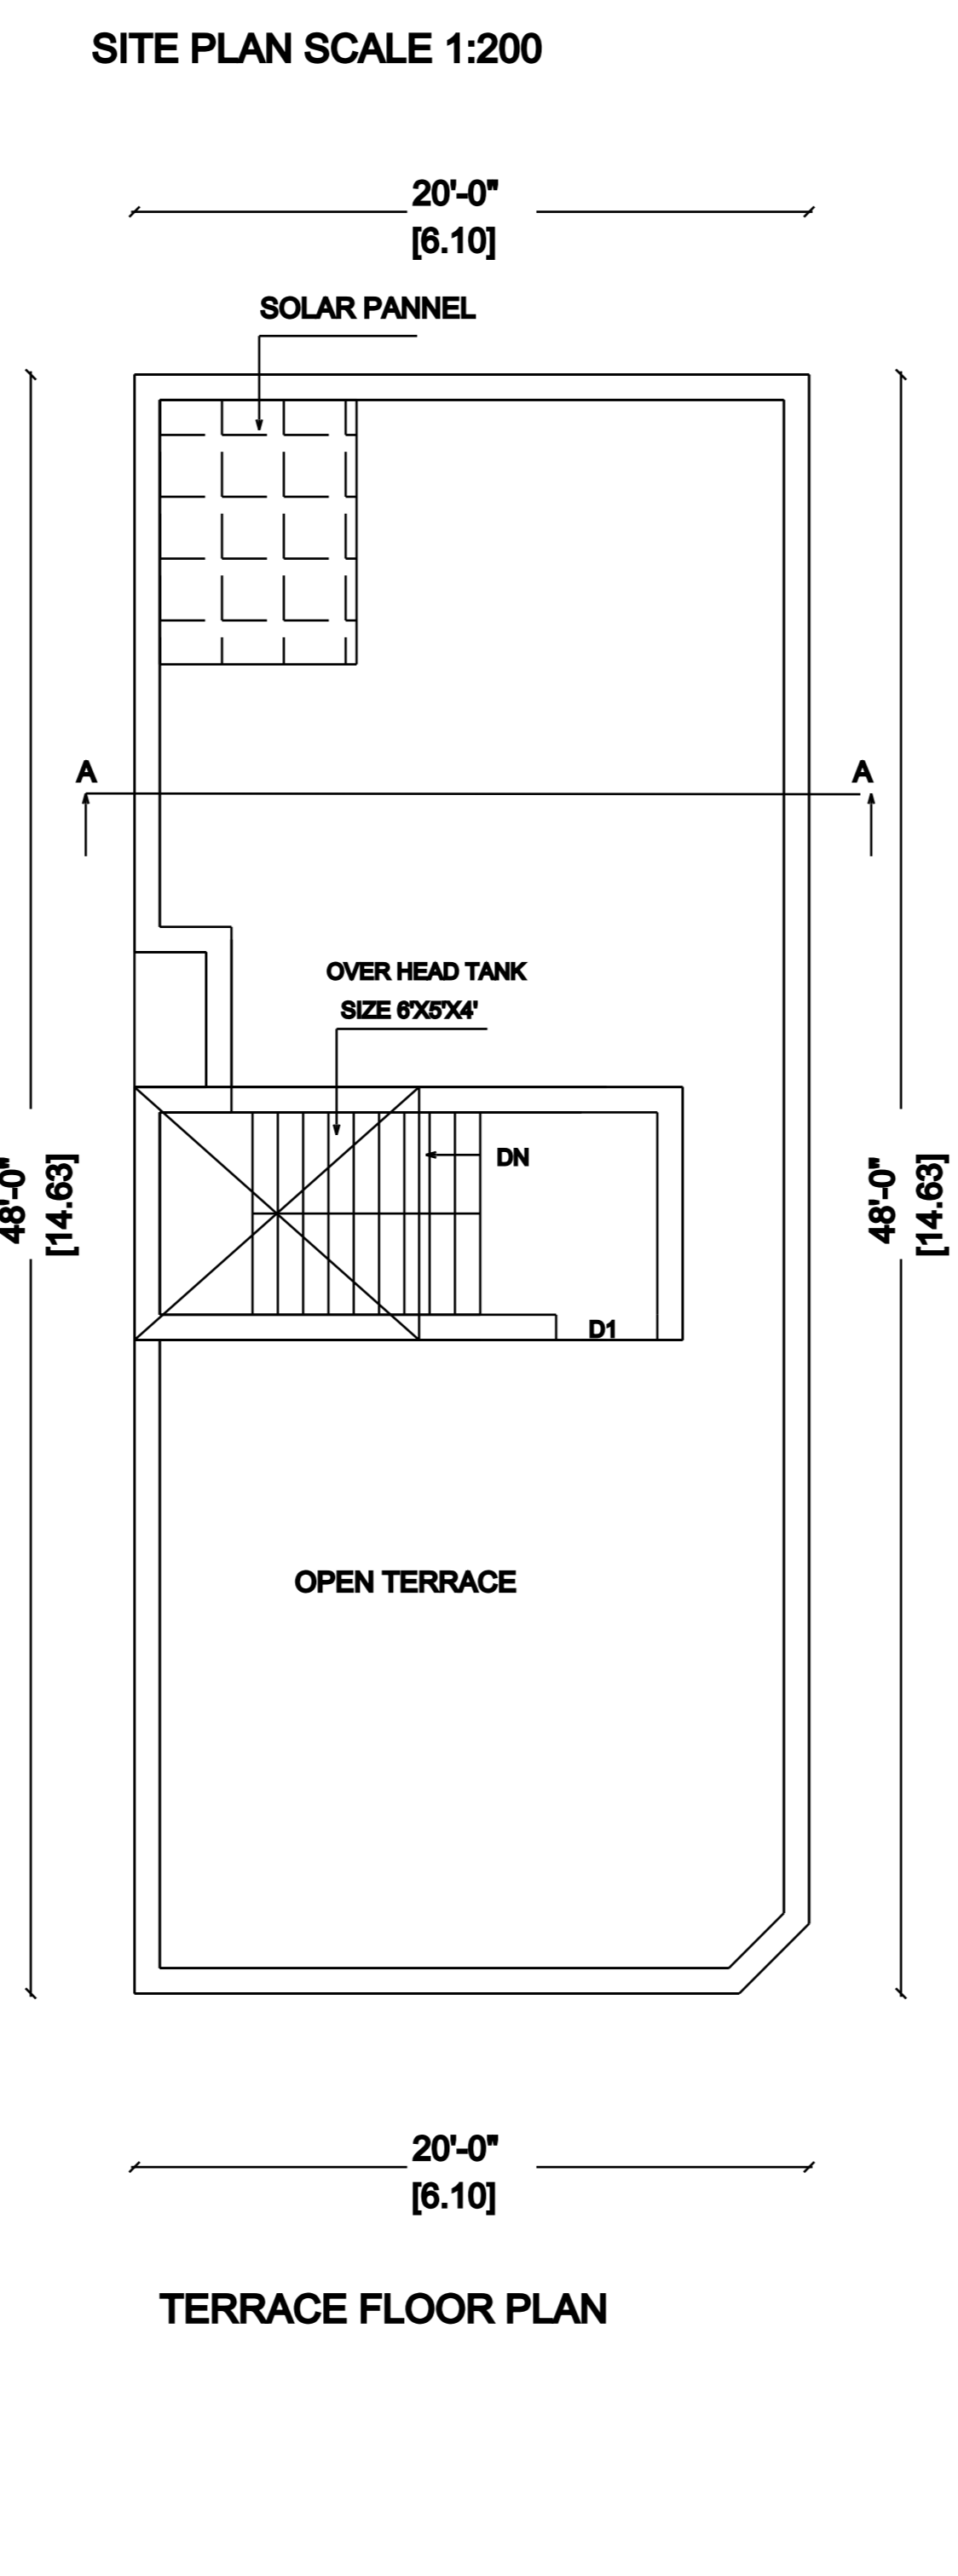 SITE PLAN SCALE 1:200
20'-0"
[6.10]
SOLAR PANNEL
A
A
OVER HEAD TANK
SIZE 6'X5'X4'
DN
48'-0"
[14.63]
48'-0"
[14.63]
D1
OPEN TERRACE
20'-0"
[6.10]
TERRACE FLOOR PLAN